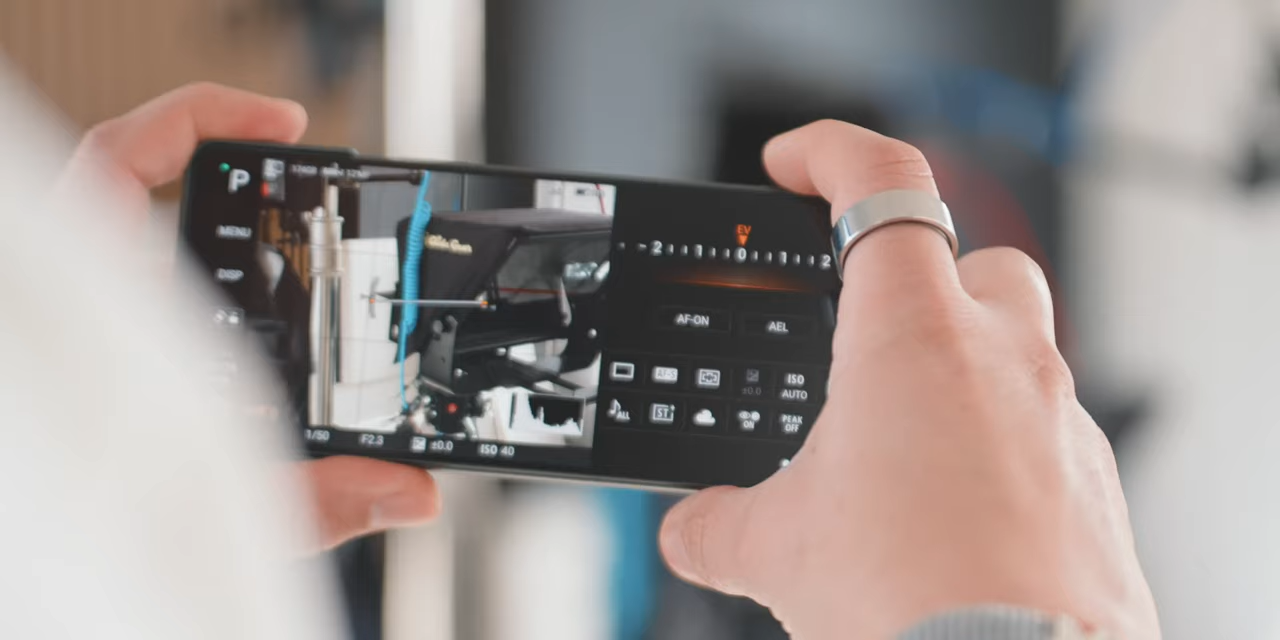 P
MENU
DISP
1/50 F2.3 ±0.0 ISO 40
EV
-2 1 0 1 2
AF-ON AEL
AF-S ±0.0 ISO AUTO
ALL ST ON PEAK OFF